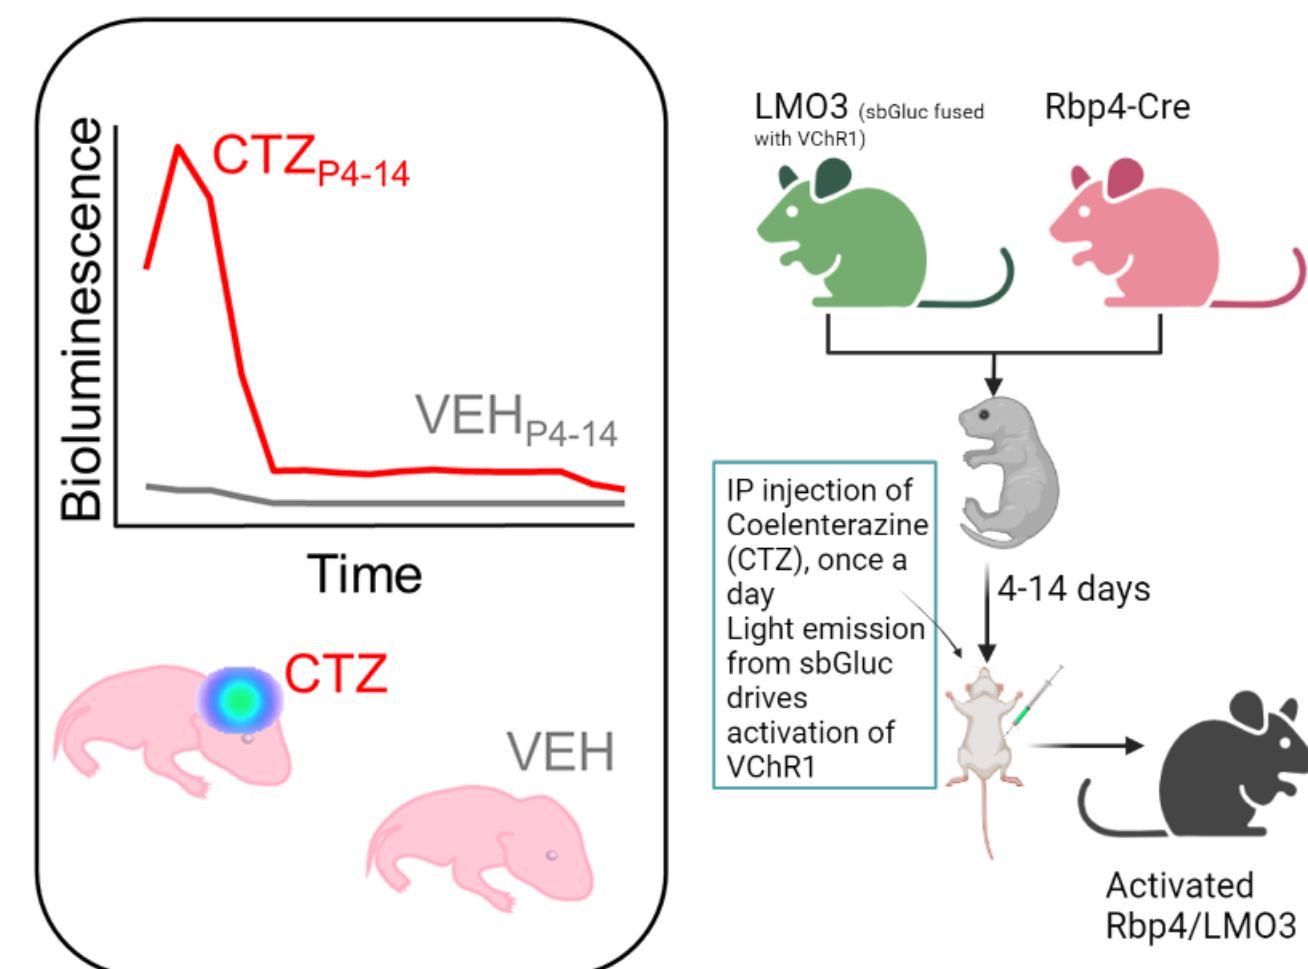 Bioluminescence
CTZP4-14
VEHP4-14
Time
CTZ
VEH
LMO3 (sbGluc fused
with VChR1)
Rbp4-Cre
IP injection of
Coelenterazine
(CTZ), once a
day
Light emission
from sbGluc
drives
activation of
VChR1
4-14 days
Activated
Rbp4/LMO3